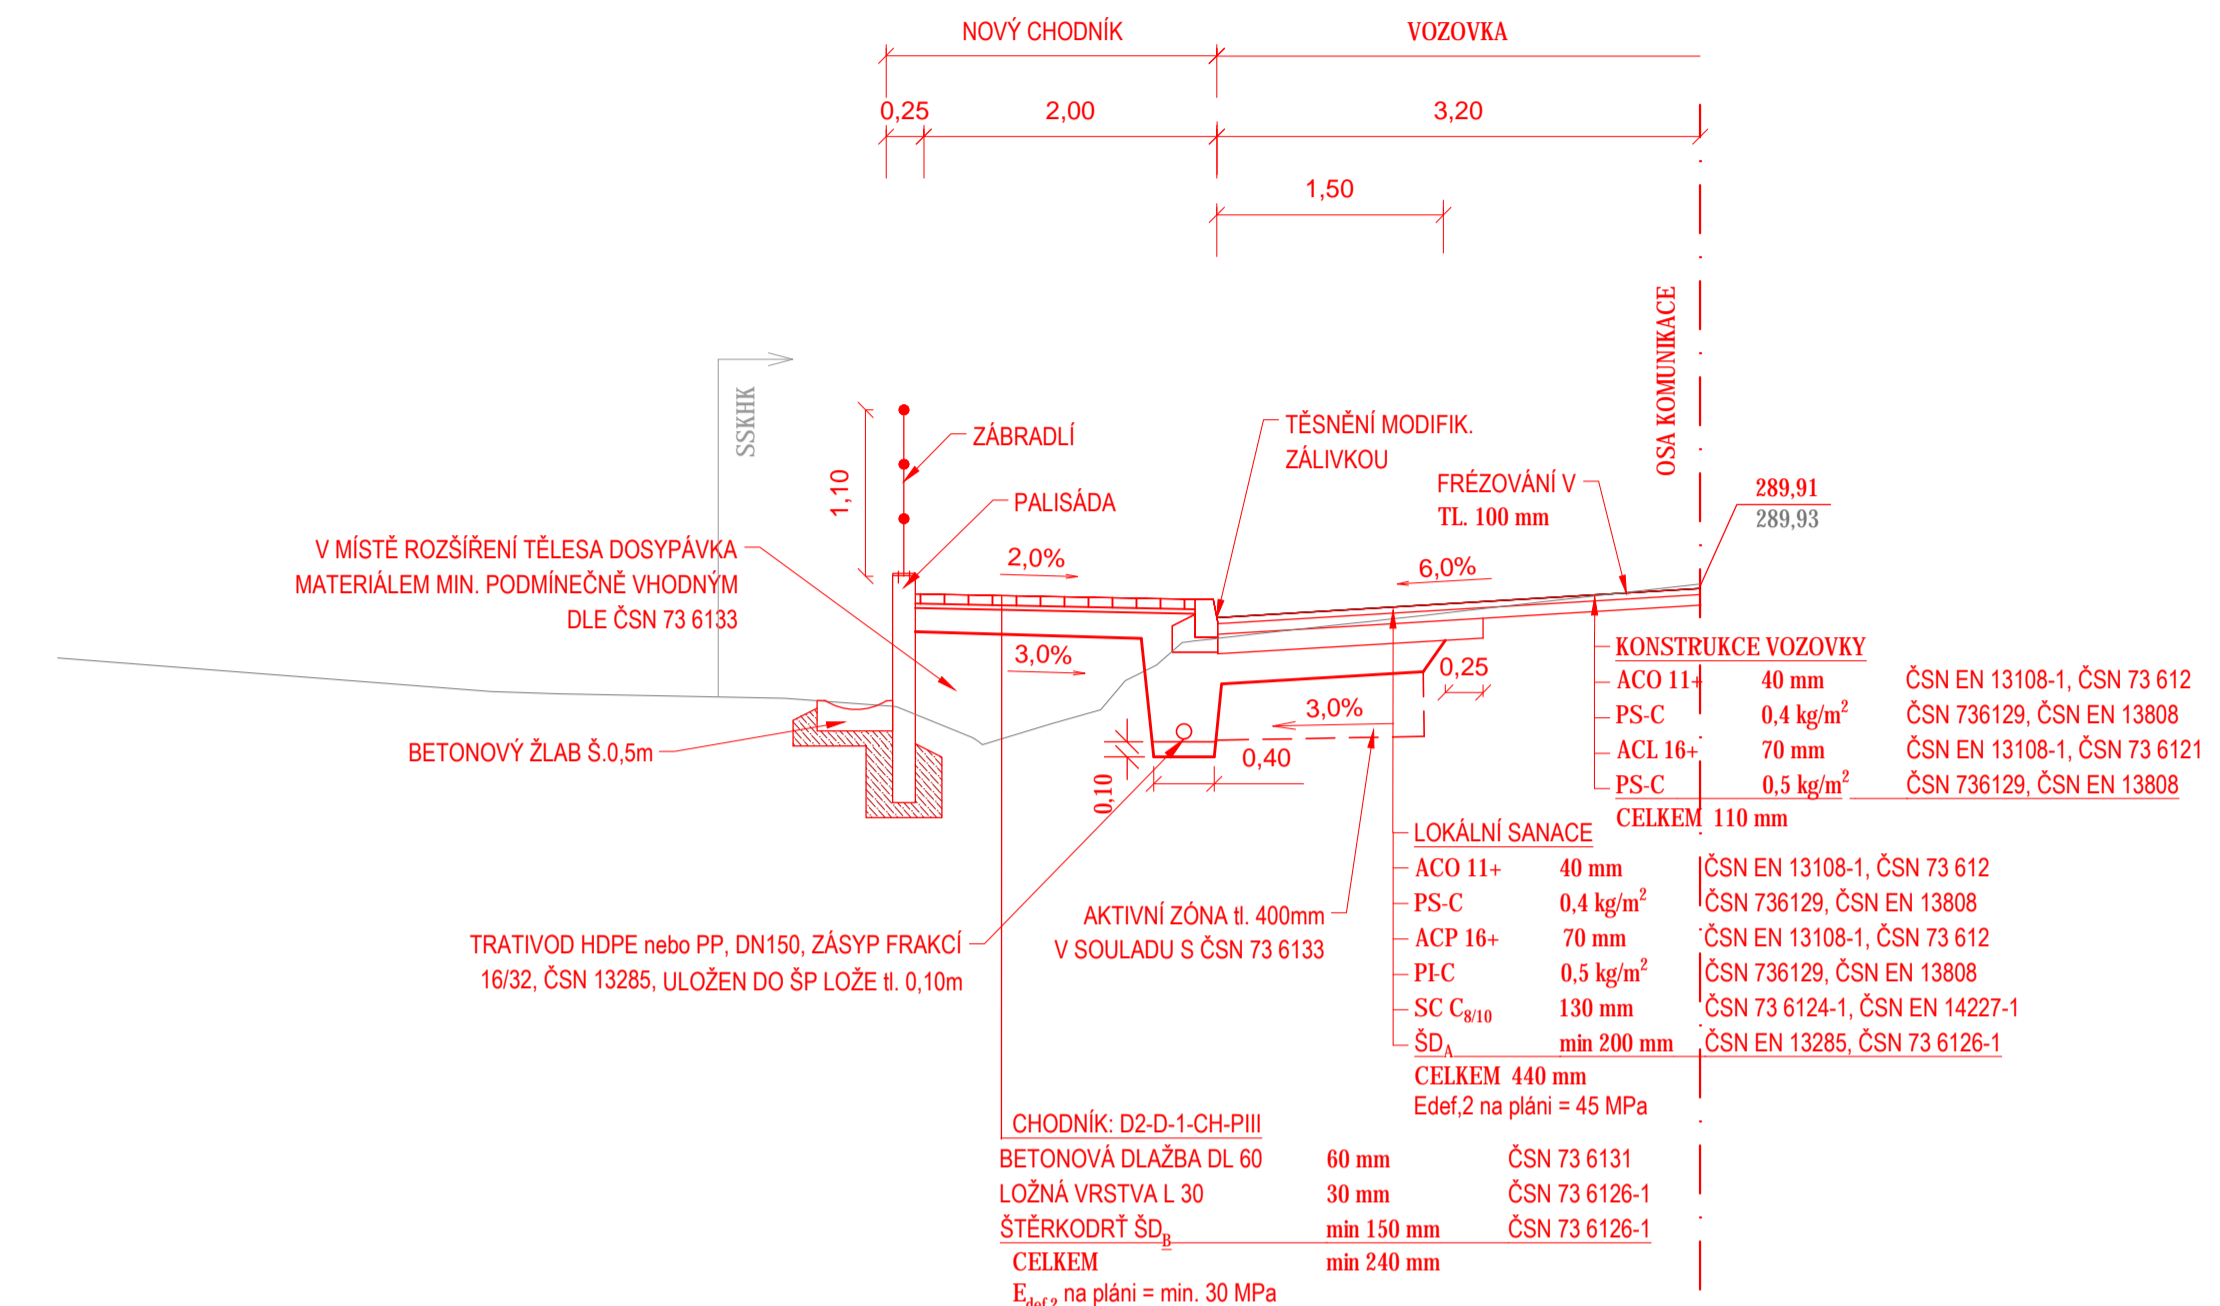 NOVÝ CHODNÍK
VOZOVKA
0,25
2,00
3,20
1,50
OSA KOMUNIKACE
SSKHK
ZÁBRADLÍ
1,10
PALISÁDA
TĚSNĚNÍ MODIFIK.
ZÁLIVKOU
FRÉZOVÁNÍ V
TL. 100 mm
289,91
289,93
V MÍSTĚ ROZŠÍŘENÍ TĚLESA DOSYPÁVKA
MATERIÁLEM MIN. PODMÍNEČNĚ VHODNÝM
DLE ČSN 73 6133
2,0%
6,0%
3,0%
0,25
3,0%
BETONOVÝ ŽLAB Š.0,5m
0,40
0,10
KONSTRUKCE VOZOVKY
ACO 11+ 40 mm ČSN EN 13108-1, ČSN 73 612
PS-C 0,4 kg/m² ČSN 736129, ČSN EN 13808
ACL 16+ 70 mm ČSN EN 13108-1, ČSN 73 6121
PS-C 0,5 kg/m² ČSN 736129, ČSN EN 13808
CELKEM 110 mm
LOKÁLNÍ SANACE
ACO 11+ 40 mm ČSN EN 13108-1, ČSN 73 612
PS-C 0,4 kg/m² ČSN 736129, ČSN EN 13808
ACP 16+ 70 mm ČSN EN 13108-1, ČSN 73 612
PI-C 0,5 kg/m² ČSN 736129, ČSN EN 13808
SC C8/10 130 mm ČSN 73 6124-1, ČSN EN 14227-1
ŠDA min 200 mm ČSN EN 13285, ČSN 73 6126-1
CELKEM 440 mm
Edef,2 na pláni = 45 MPa
AKTIVNÍ ZÓNA tl. 400mm
V SOULADU S ČSN 73 6133
TRATIVOD HDPE nebo PP, DN150, ZÁSYP FRAKCÍ
16/32, ČSN 13285, ULOŽEN DO ŠP LOŽE tl. 0,10m
CHODNÍK: D2-D-1-CH-PIII
BETONOVÁ DLAŽBA DL 60 60 mm ČSN 73 6131
LOŽNÁ VRSTVA L 30 30 mm ČSN 73 6126-1
ŠTĚRKODRŤ ŠDB min 150 mm ČSN 73 6126-1
CELKEM min 240 mm
Edef,2 na pláni = min. 30 MPa